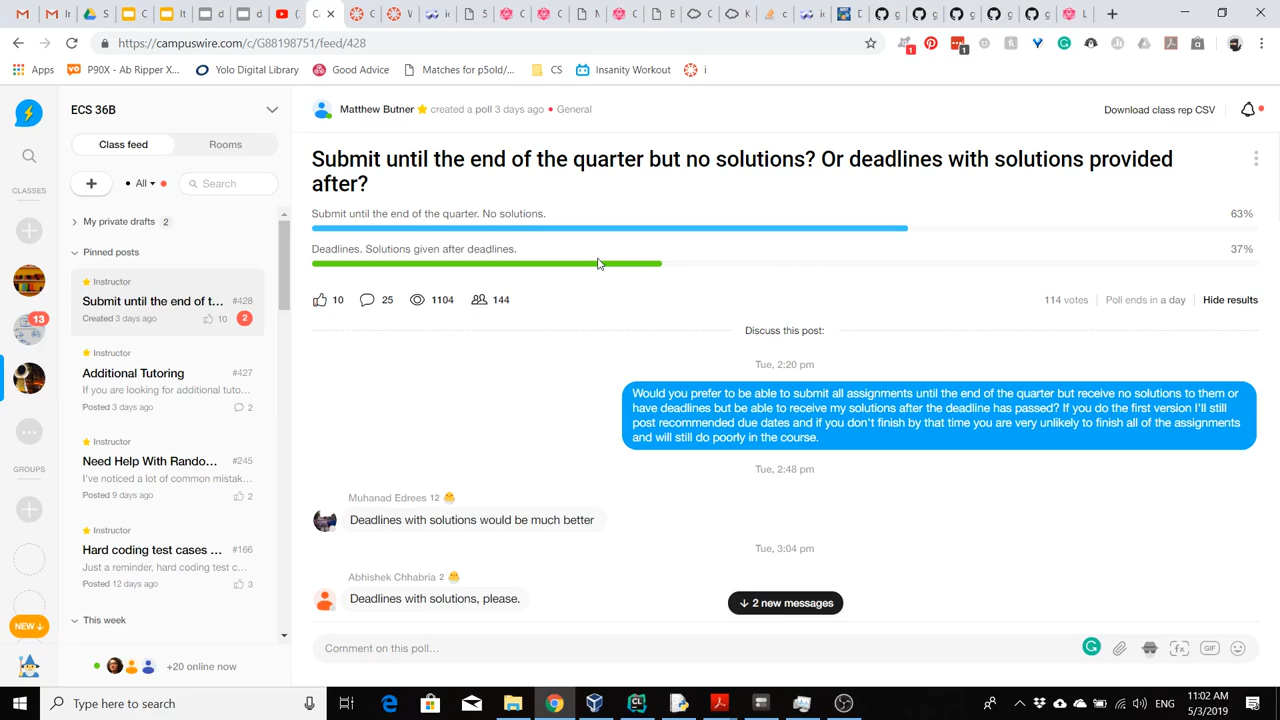 https://campuswire.com/c/G88198751/feed/428
Apps
P90X - Ab Ripper X...
Yolo Digital Library
Good Advice
Matches for p5old/...
CS
Insanity Workout
i
ECS 36B
Class feed
Rooms
All
Search
My private drafts 2
Pinned posts
Instructor
Submit until the end of t... #428
Created 3 days ago 10 2
Instructor
Additional Tutoring #427
If you are looking for additional tuto...
Posted 3 days ago 2
Instructor
Need Help With Rando... #245
I've noticed a lot of common mistak...
Posted 9 days ago 2
Instructor
Hard coding test cases ... #166
Just a reminder, hard coding test c...
Posted 12 days ago 3
This week
+20 online now
CLASSES
13
GROUPS
NEW
Matthew Butner created a poll 3 days ago • General
Download class rep CSV
Submit until the end of the quarter but no solutions? Or deadlines with solutions provided
after?
Submit until the end of the quarter. No solutions. 63%
Deadlines. Solutions given after deadlines. 37%
10 25 1104 144
114 votes Poll ends in a day Hide results
Discuss this post:
Tue, 2:20 pm
Would you prefer to be able to submit all assignments until the end of the quarter but receive no solutions to them or
have deadlines but be able to receive my solutions after the deadline has passed? If you do the first version I'll still
post recommended due dates and if you don't finish by that time you are very unlikely to finish all of the assignments
and will still do poorly in the course.
Tue, 2:48 pm
Muhanad Edrees 12
Deadlines with solutions would be much better
Tue, 3:04 pm
Abhishek Chhabria 2
Deadlines with solutions, please.
2 new messages
Comment on this poll...
GIF
Type here to search
ENG
11:02 AM
5/3/2019